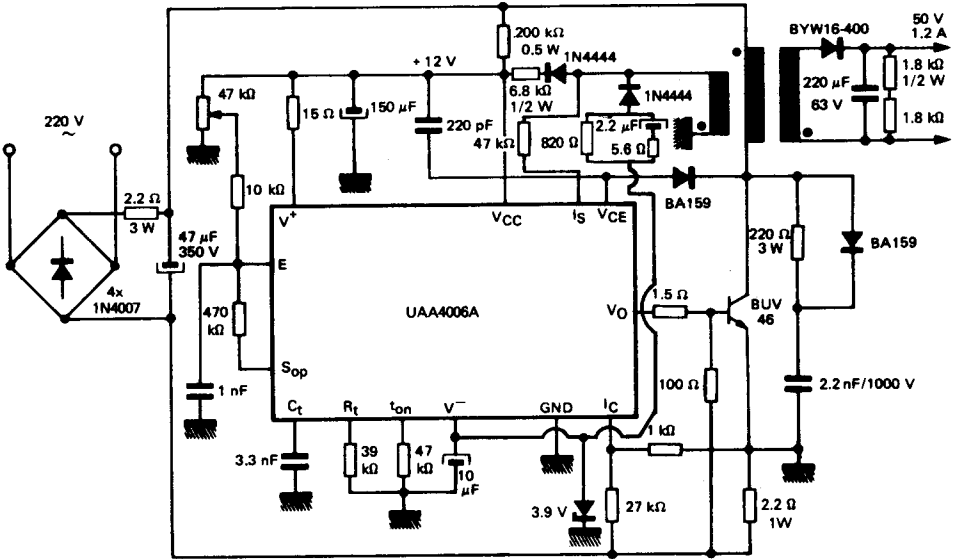 200 kΩ
0.5 W
BYW16-400
50 V
1.2 A
+ 12 V
1N4444
6.8 kΩ
1/2 W
1N4444
1.8 kΩ
1/2 W
220 μF
63 V
1.8 kΩ
47 kΩ
15 Ω
150 μF
220 pF
47 kΩ
820 Ω
2.2 μF
5.6 Ω
220 V
~
10 kΩ
BA159
2.2 Ω
3 W
V+
VCC
IS
VCE
47 μF
350 V
220 Ω
3 W
BA159
E
4x
1N4007
UAA4006A
1.5 Ω
VO
BUV
46
470
kΩ
Sop
1 nF
100 Ω
2.2 nF/1000 V
Ct
Rt
ton
V−
GND
IC
1 kΩ
3.3 nF
39
kΩ
47
kΩ
10
μF
3.9 V
27 kΩ
2.2 Ω
1W